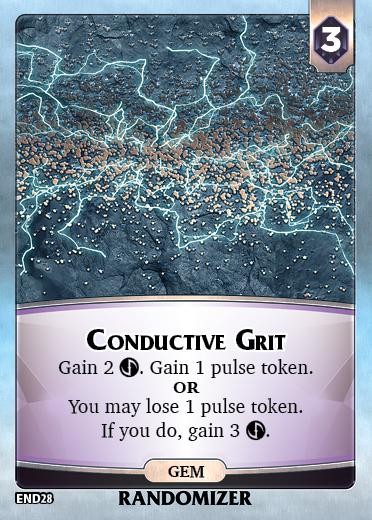 3
Conductive Grit
Gain 2 . Gain 1 pulse token.
OR
You may lose 1 pulse token.
If you do, gain 3 .
GEM
END28
RANDOMIZER